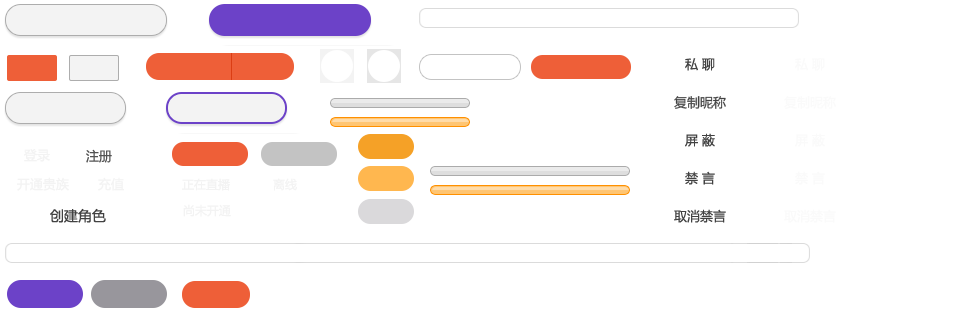 私 聊 私 聊
复制昵称 复制昵称
屏 蔽 屏 蔽
登录 注册
开通贵族 充值 正在直播 离线
禁 言 禁 言
尚未开通
创建角色
取消禁言 取消禁言